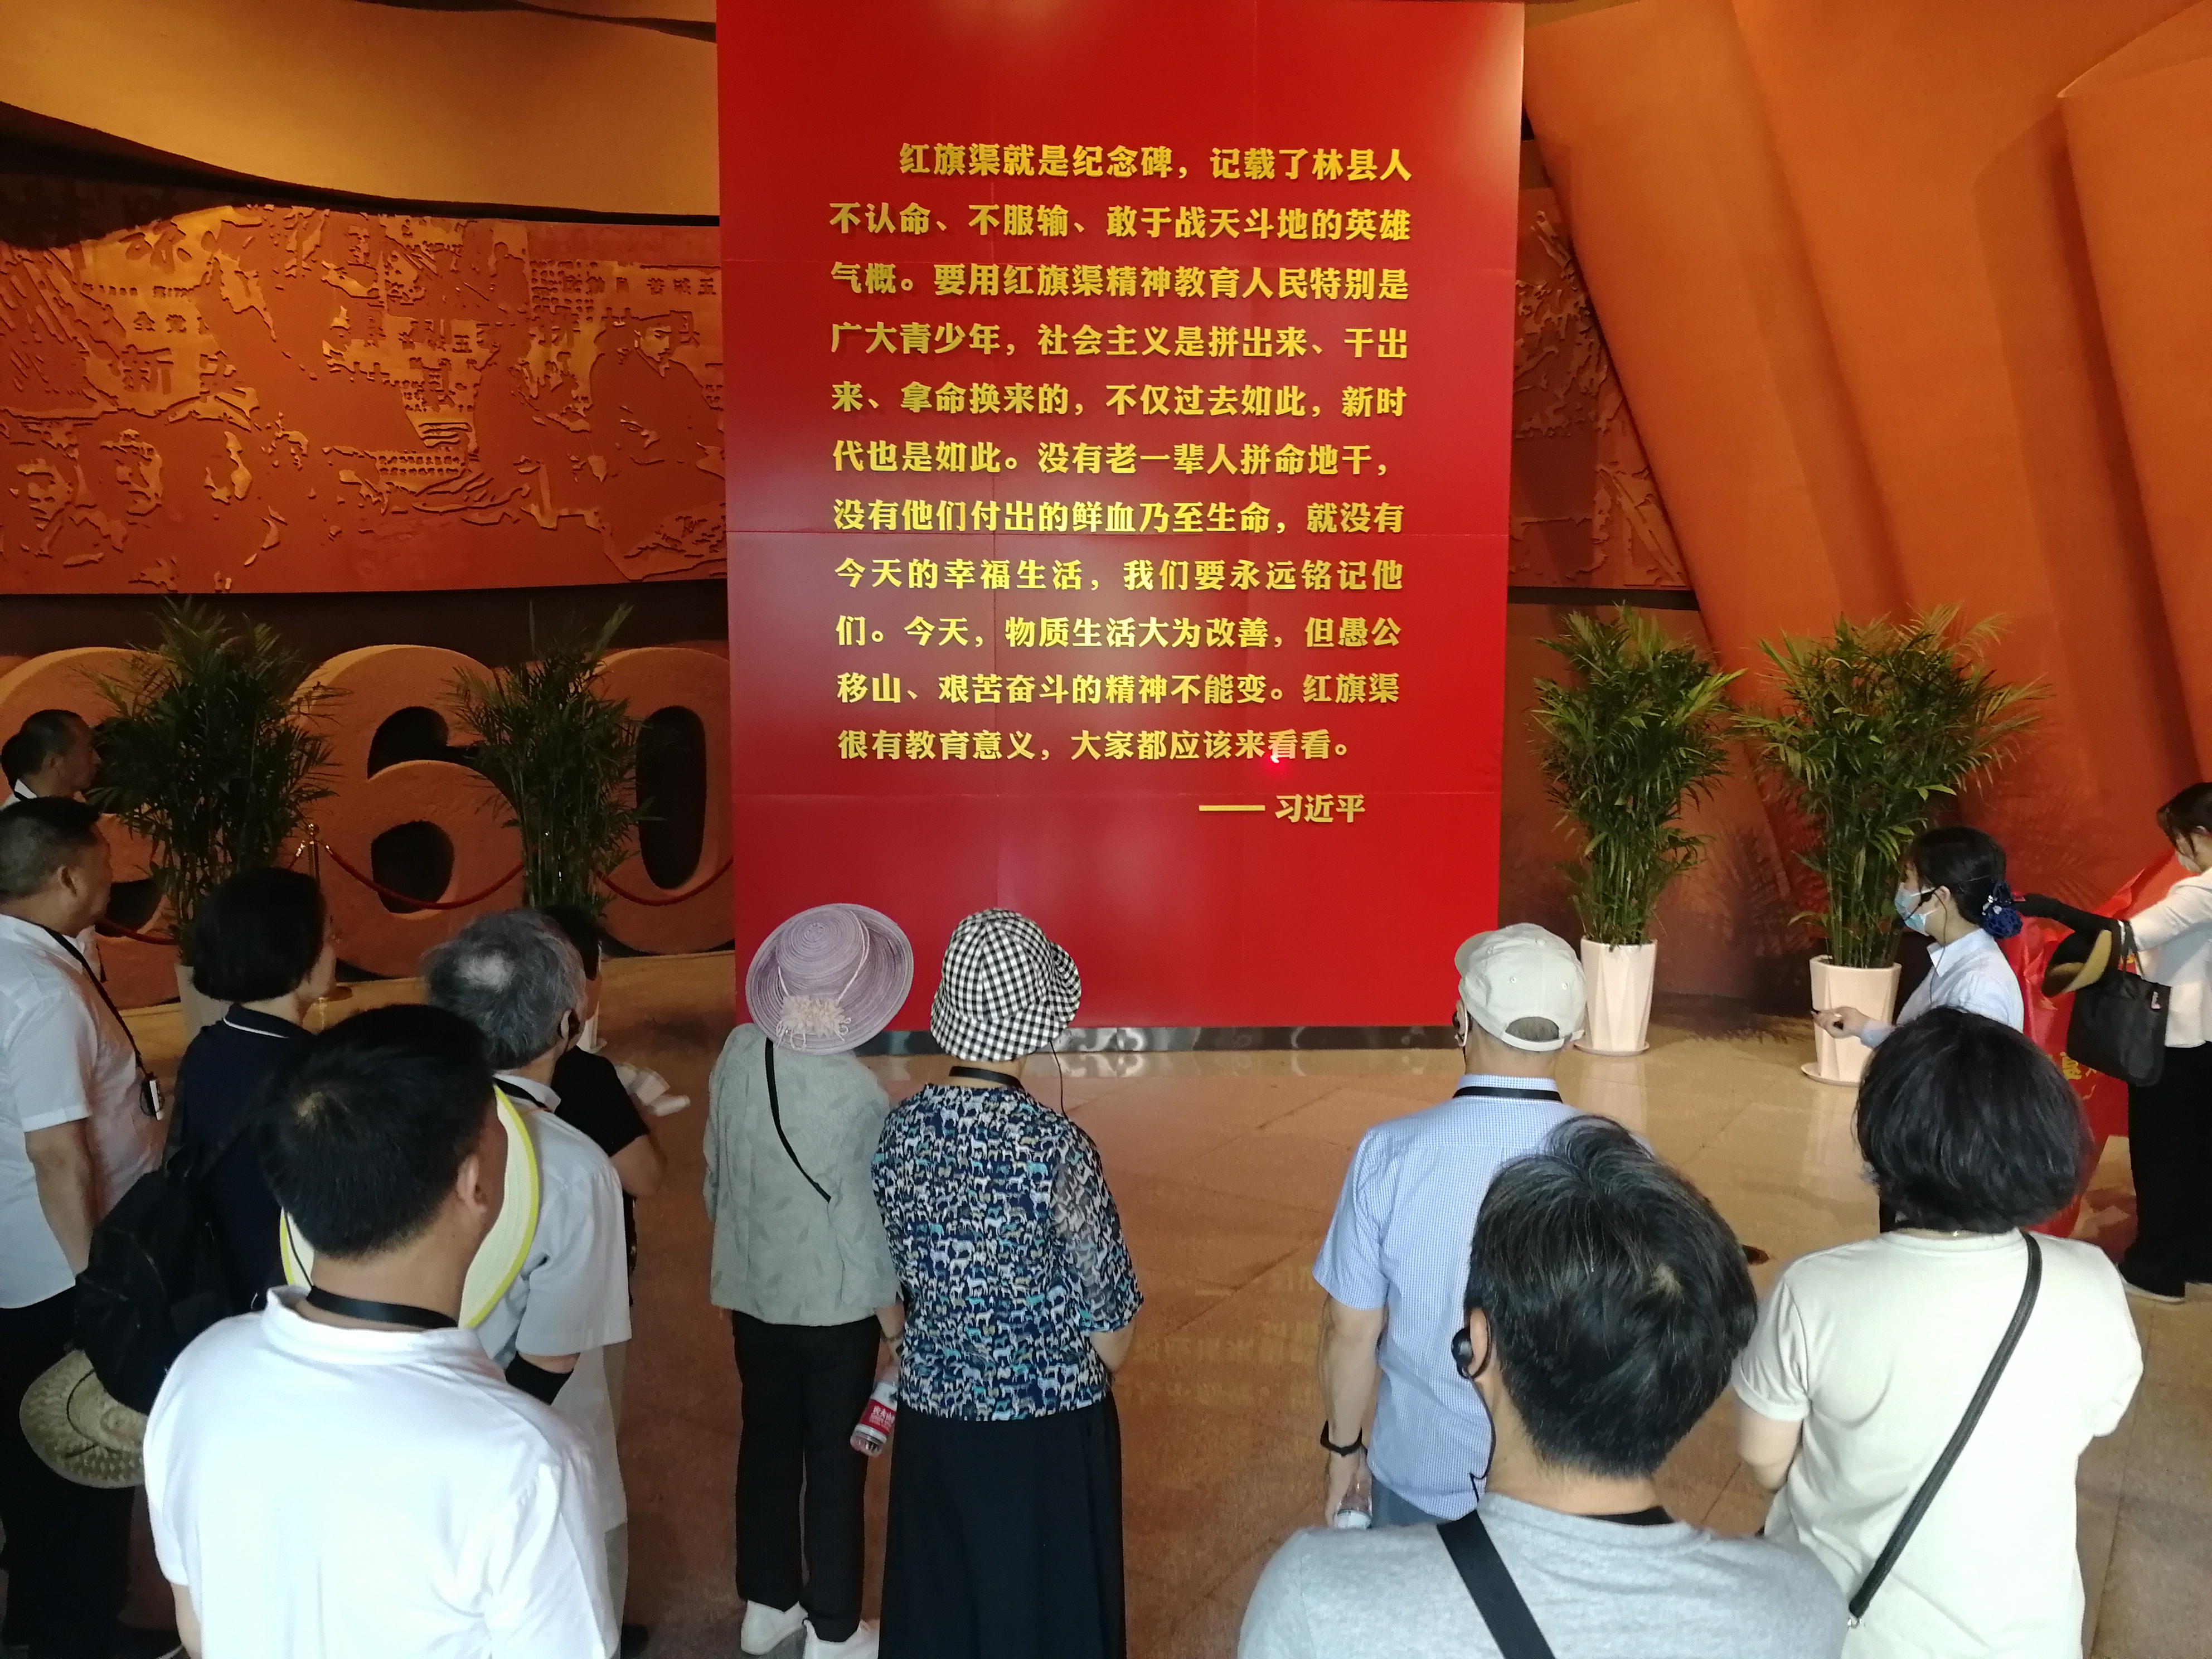 红旗渠就是纪念碑，记载了林县人
不认命、不服输、敢于战天斗地的英雄
气概。要用红旗渠精神教育人民特别是
广大青少年，社会主义是拼出来、干出
来、拿命换来的，不仅过去如此，新时
代也是如此。没有老一辈人拼命地干，
没有他们付出的鲜血乃至生命，就没有
今天的幸福生活，我们要永远铭记他
们。今天，物质生活大为改善，但愚公
移山、艰苦奋斗的精神不能变。红旗渠
很有教育意义，大家都应该来看看。
—— 习近平
960